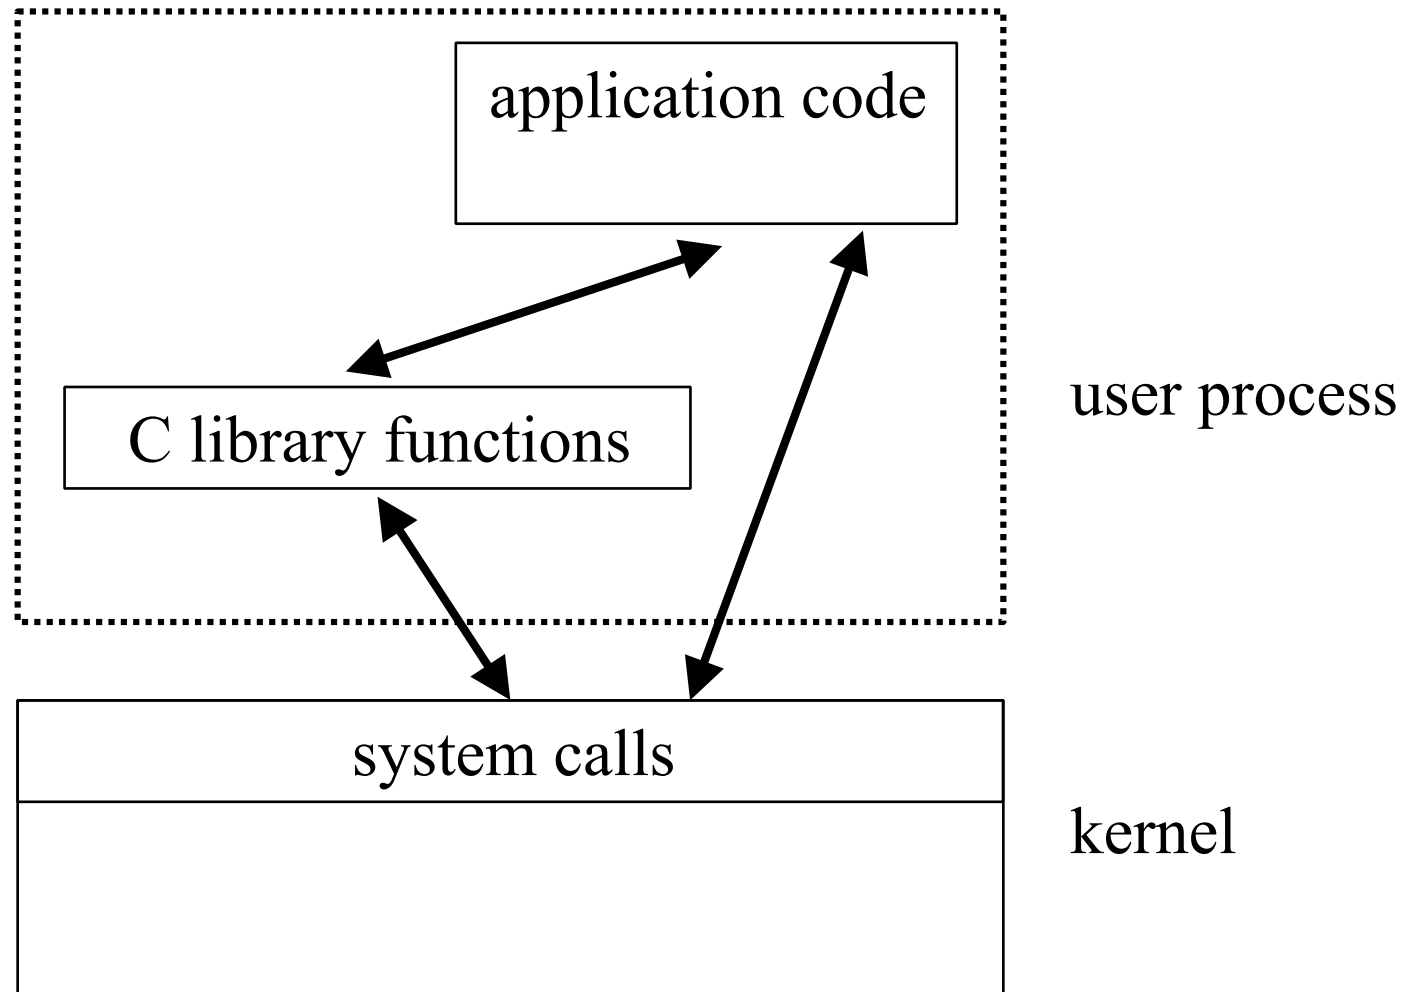 application code
user process
C library functions
system calls
kernel